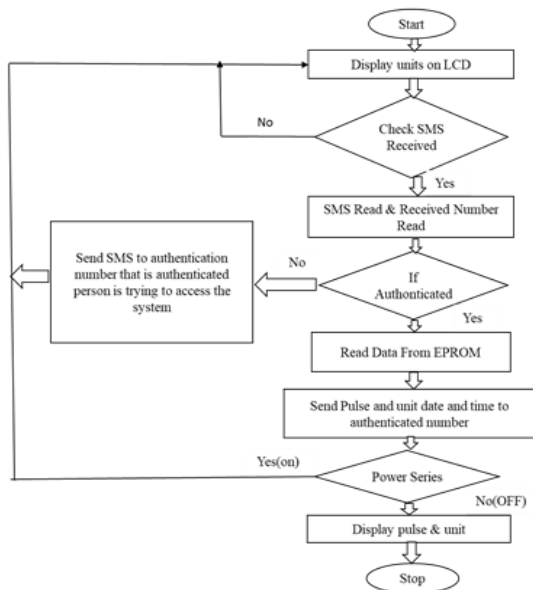 Start
Display units on LCD
No
Check SMS
Received
Yes
SMS Read & Received Number
Read
Send SMS to authentication
number that is authenticated
person is trying to access the
system
No
If
Authonticated
Yes
Read Data From EPROM
Send Pulse and unit date and time to
authenticated number
Yes(on)
Power Series
No(OFF)
Display pulse & unit
Stop